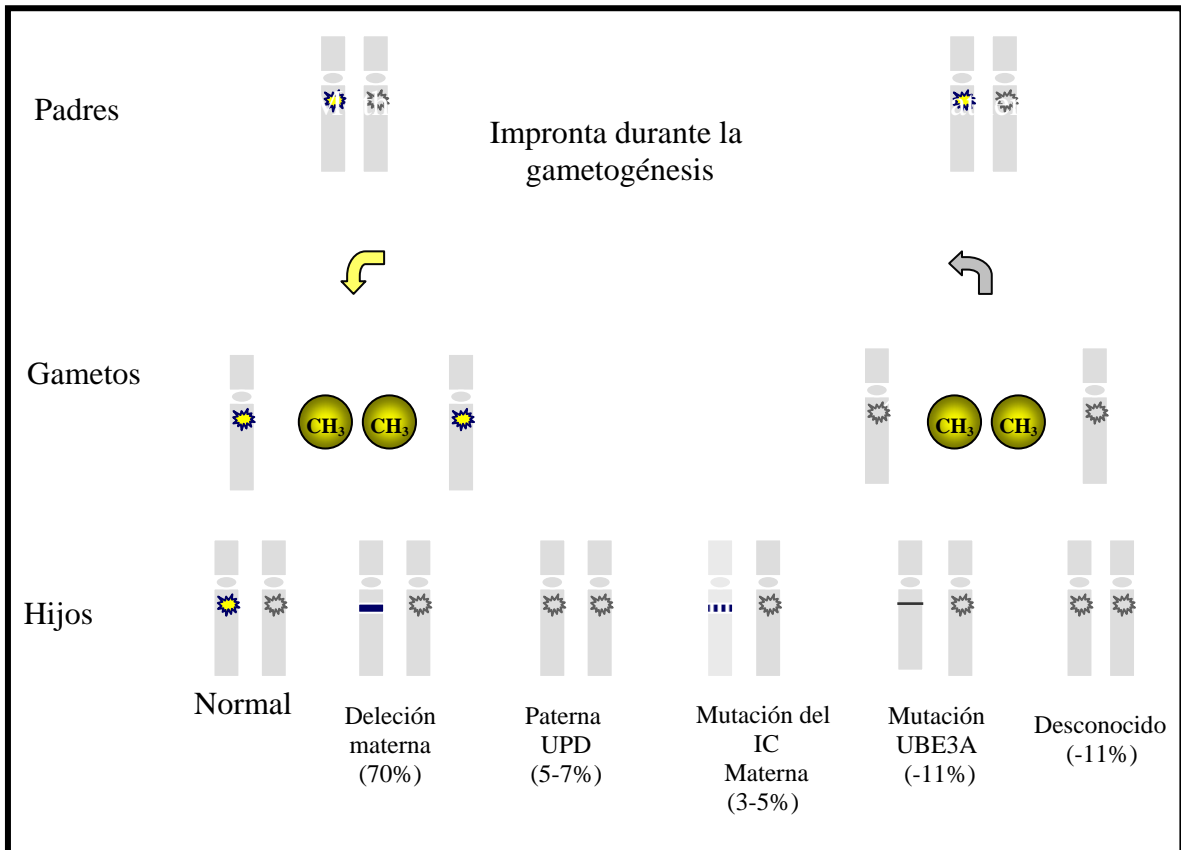 Padres
Impronta durante la
gametogénesis
Gametos
CH₃ CH₃
CH₃ CH₃
Hijos
Normal
Deleción
materna
(70%)
Paterna
UPD
(5-7%)
Mutación del
IC
Materna
(3-5%)
Mutación
UBE3A
(-11%)
Desconocido
(-11%)